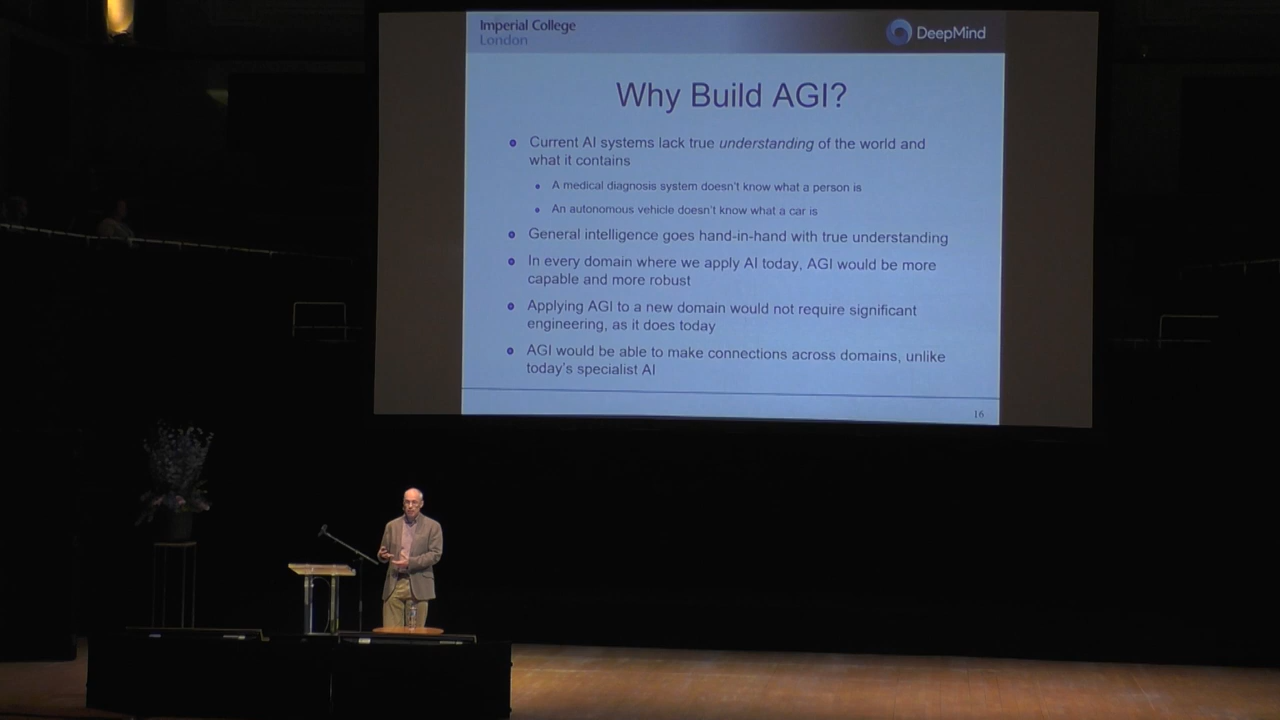 Imperial College
London
DeepMind
Why Build AGI?
Current AI systems lack true understanding of the world and
what it contains
A medical diagnosis system doesn't know what a person is
An autonomous vehicle doesn't know what a car is
General intelligence goes hand-in-hand with true understanding
In every domain where we apply AI today, AGI would be more
capable and more robust
Applying AGI to a new domain would not require significant
engineering, as it does today
AGI would be able to make connections across domains, unlike
today's specialist AI
16